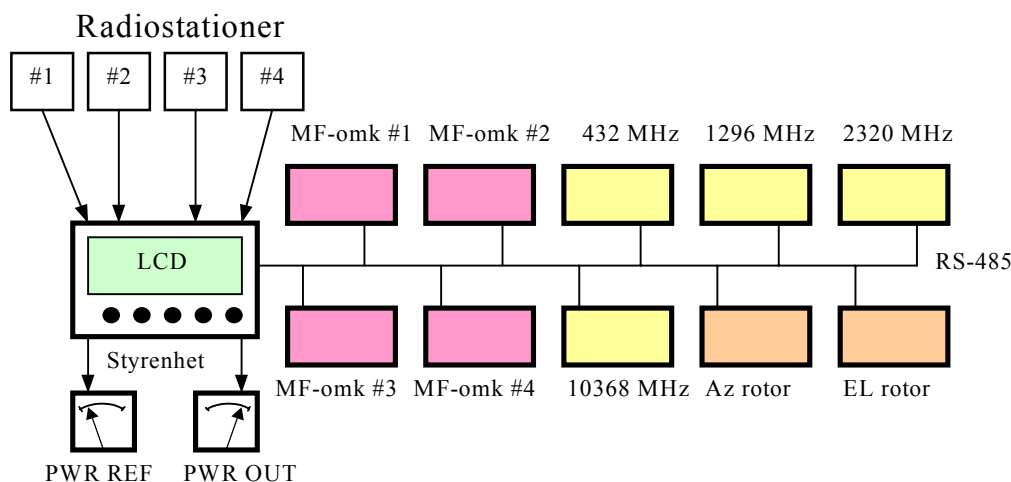 Radiostationer
#1 #2 #3 #4
MF-omk #1 MF-omk #2 432 MHz 1296 MHz 2320 MHz
LCD
RS-485
Styrenhet
MF-omk #3 MF-omk #4 10368 MHz Az rotor EL rotor
PWR REF PWR OUT